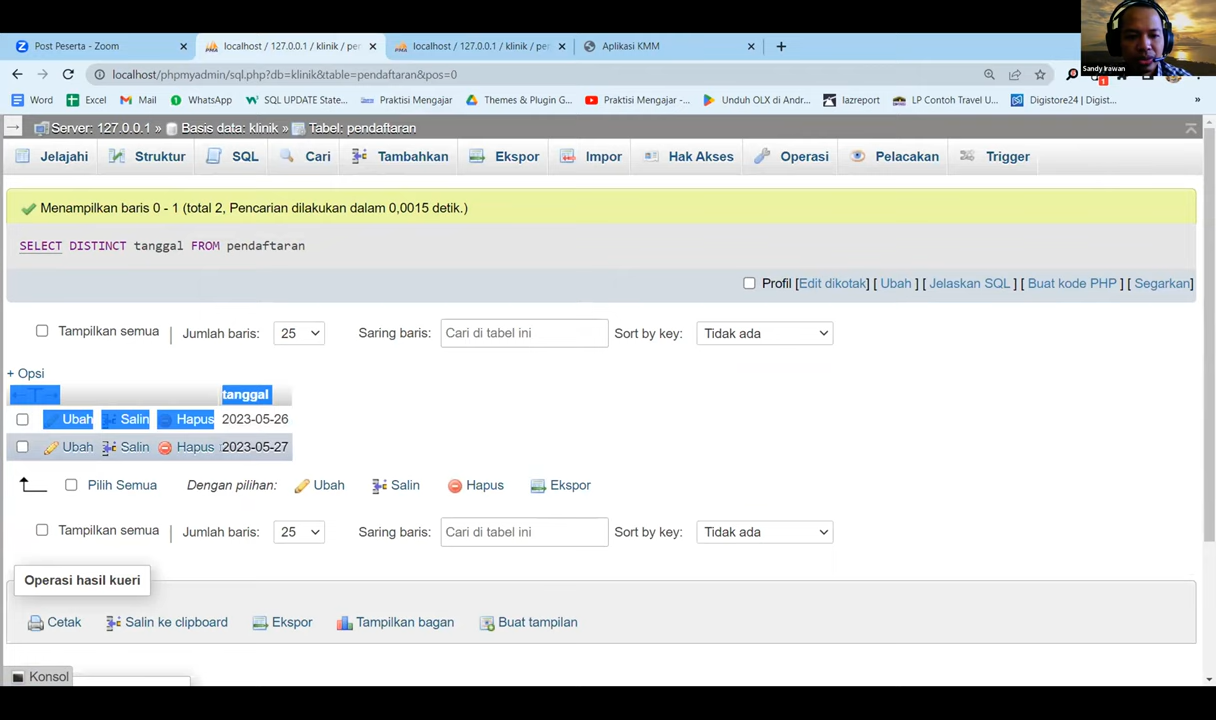 Post Peserta - Zoom
localhost / 127.0.0.1 / klinik / pe
localhost / 127.0.0.1 / klinik / pe
Aplikasi KMM
localhost/phpmyadmin/sql.php?db=klinik&table=pendaftaran&pos=0
Sandy Irawan
Word Excel Mail WhatsApp SQL UPDATE State... Praktisi Mengajar Themes & Plugin G... Praktisi Mengajar -... Unduh OLX di And... lazreport LP Contoh Travel U... Digistore24 | Digist... »
Server: 127.0.0.1 » Basis data: klinik » Tabel: pendaftaran
Jelajahi Struktur SQL Cari Tambahkan Ekspor Impor Hak Akses Operasi Pelacakan Trigger
Menampilkan baris 0 - 1 (total 2, Pencarian dilakukan dalam 0,0015 detik.)
SELECT DISTINCT tanggal FROM pendaftaran
Profil [Edit dikotak] [ Ubah ] [ Jelaskan SQL ] [ Buat kode PHP ] [ Segarkan]
Tampilkan semua | Jumlah baris: 25 Saring baris: Cari di tabel ini Sort by key: Tidak ada
+ Opsi
←T→ tanggal
Ubah Salin Hapus 2023-05-26
Ubah Salin Hapus 2023-05-27
Pilih Semua Dengan pilihan: Ubah Salin Hapus Ekspor
Tampilkan semua | Jumlah baris: 25 Saring baris: Cari di tabel ini Sort by key: Tidak ada
Operasi hasil kueri
Cetak Salin ke clipboard Ekspor Tampilkan bagan Buat tampilan
Konsol